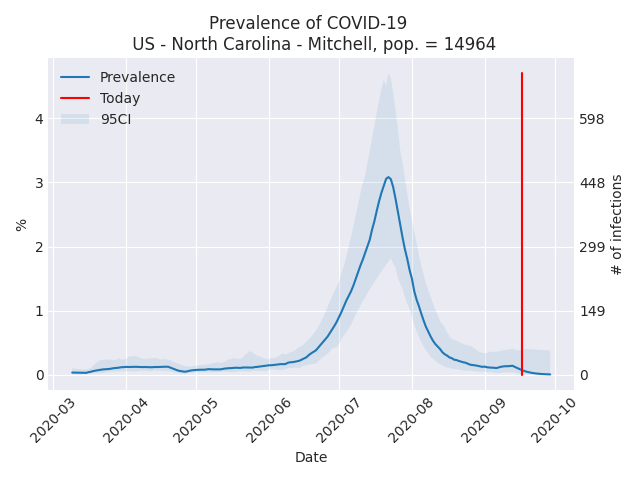 Prevalence of COVID-19
US - North Carolina - Mitchell, pop. = 14964
Prevalence
Today
95CI
%
4
3
2
1
0
598
448
299
149
0
# of infections
2020-03
2020-04
2020-05
2020-06
2020-07
2020-08
2020-09
2020-10
Date